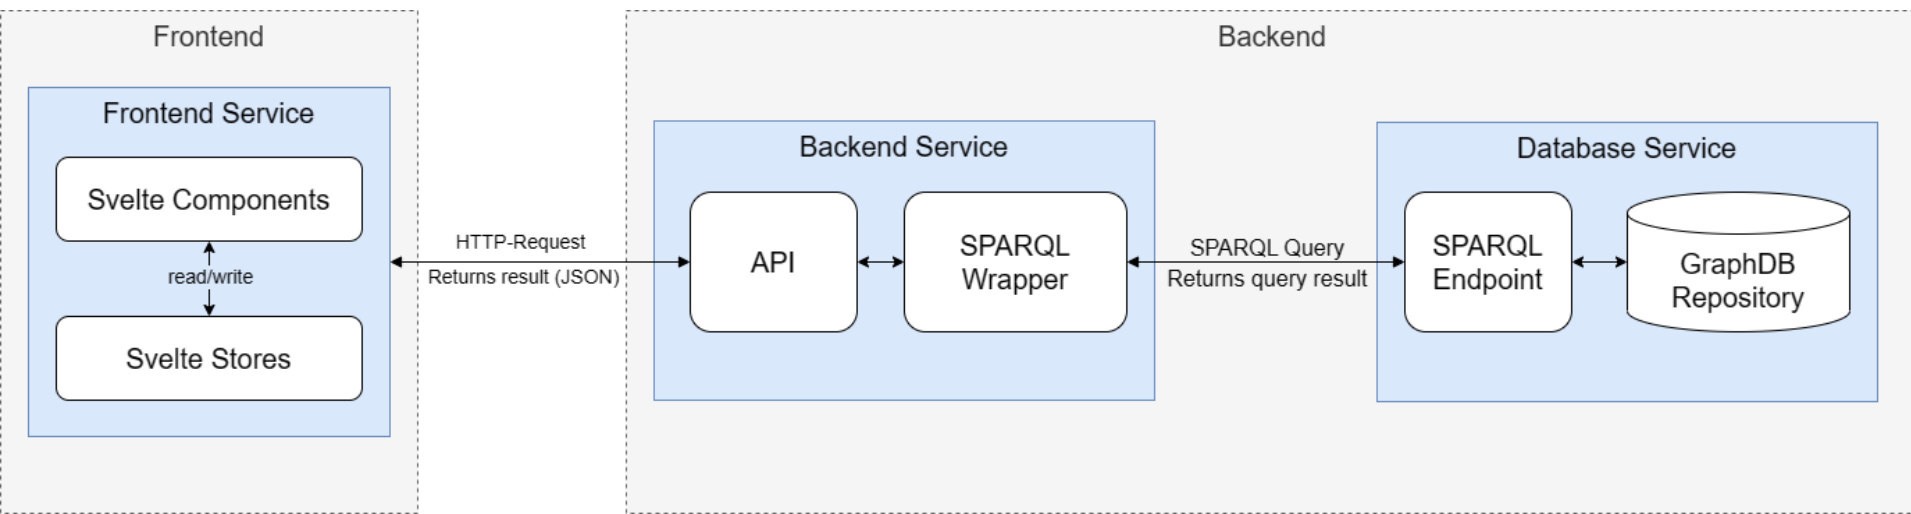 Frontend
Frontend Service
Svelte Components
read/write
Svelte Stores
HTTP-Request
Returns result (JSON)
Backend
Backend Service
API
SPARQL
Wrapper
SPARQL Query
Returns query result
Database Service
SPARQL
Endpoint
GraphDB
Repository